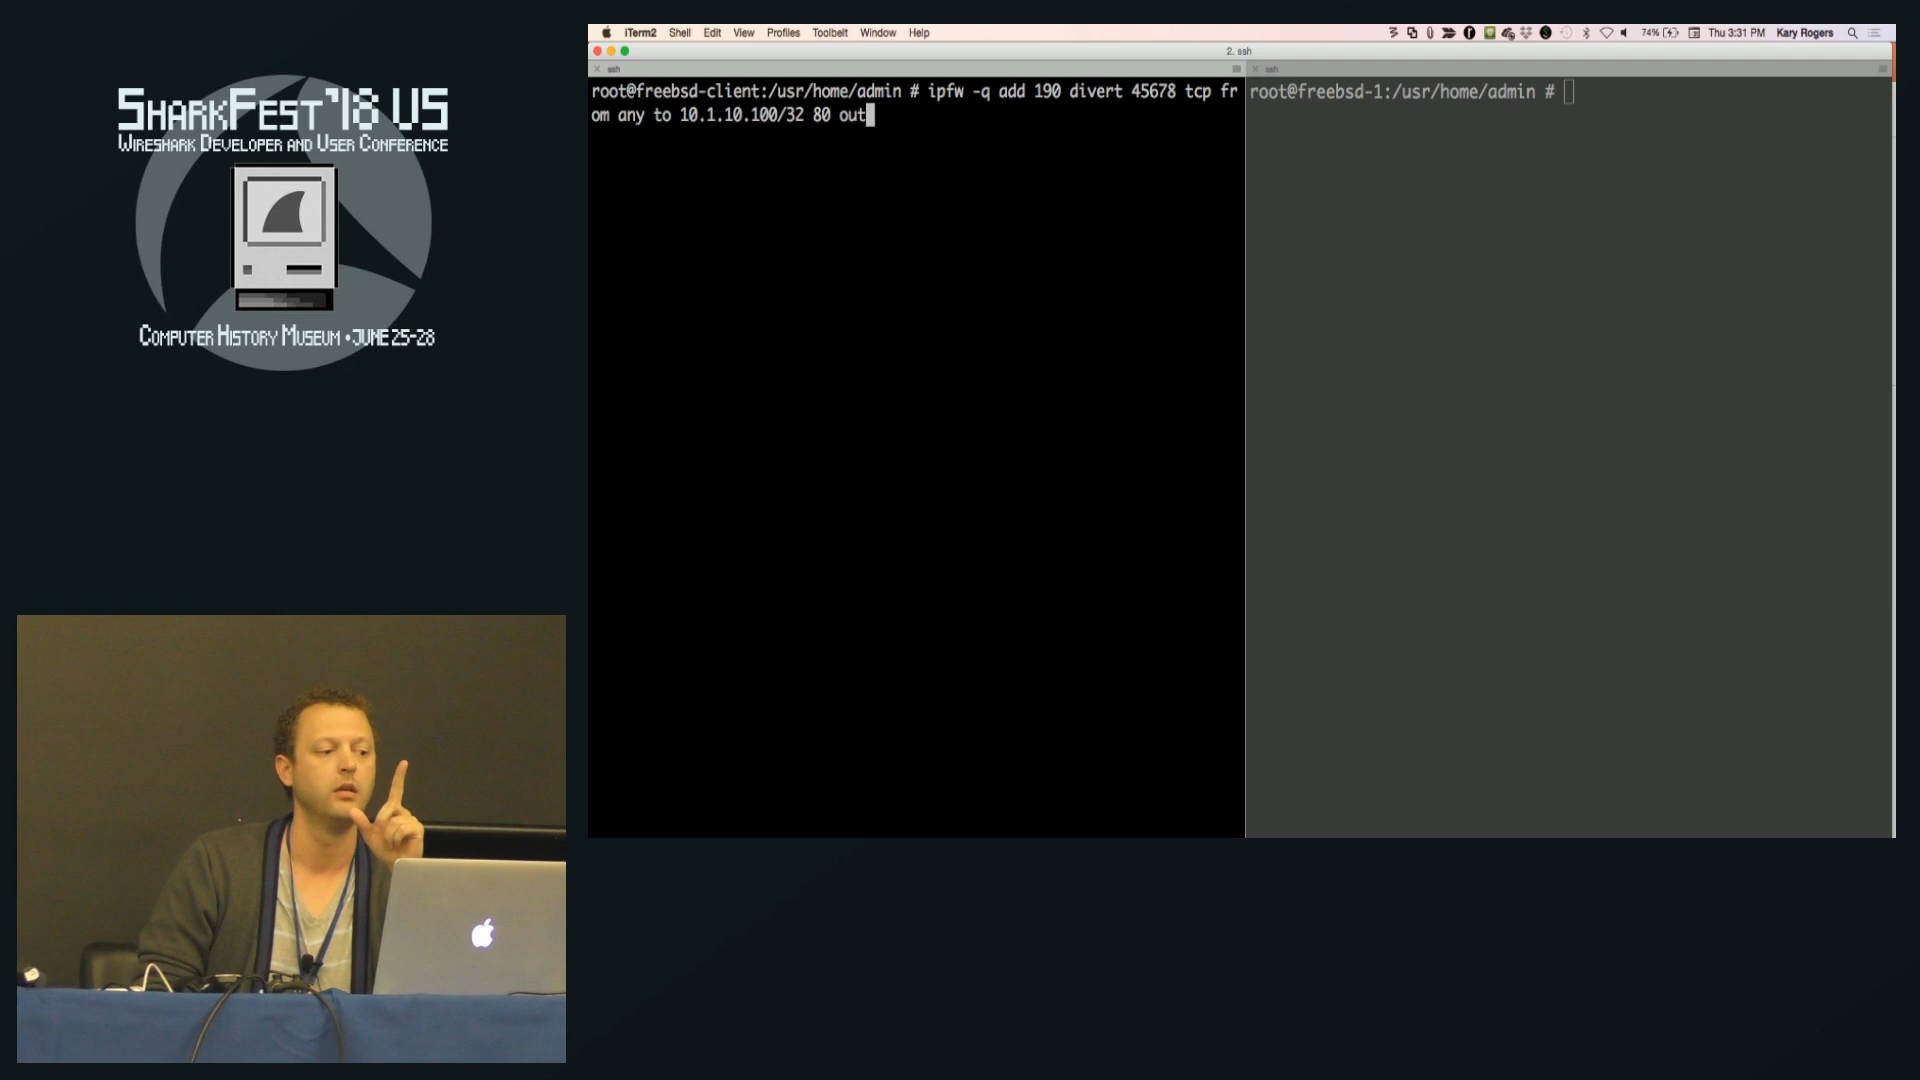 SHARKFEST'18 US
WIRESHARK DEVELOPER AND USER CONFERENCE
COMPUTER HISTORY MUSEUM • JUNE 25-28
iTerm2 Shell Edit View Profiles Toolbelt Window Help
74% Thu 3:31 PM Kary Rogers
2. ssh
ssh
ssh
root@freebsd-client:/usr/home/admin # ipfw -q add 190 divert 45678 tcp fr
om any to 10.1.10.100/32 80 out
root@freebsd-1:/usr/home/admin #